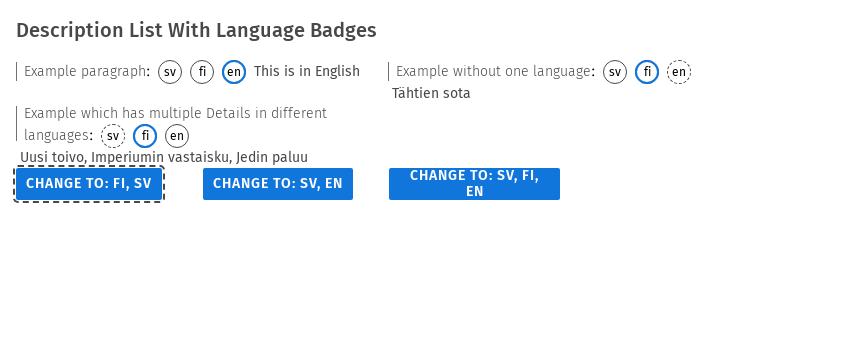 Description List With Language Badges
Example paragraph: sv fi en This is in English
Example without one language: sv fi en
Tähtien sota
Example which has multiple Details in different
languages: sv fi en
Uusi toivo, Imperiumin vastaisku, Jedin paluu
CHANGE TO: FI, SV
CHANGE TO: SV, EN
CHANGE TO: SV, FI,
EN